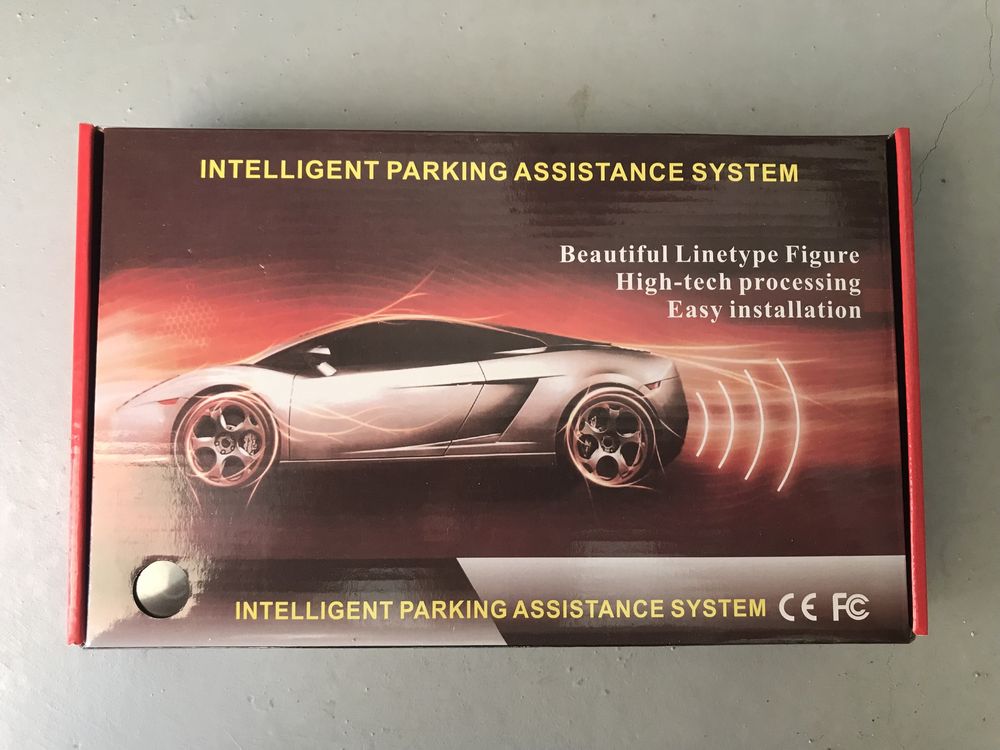 INTELLIGENT PARKING ASSISTANCE SYSTEM
Beautiful Linetype Figure
High-tech processing
Easy installation
INTELLIGENT PARKING ASSISTANCE SYSTEM CE FC